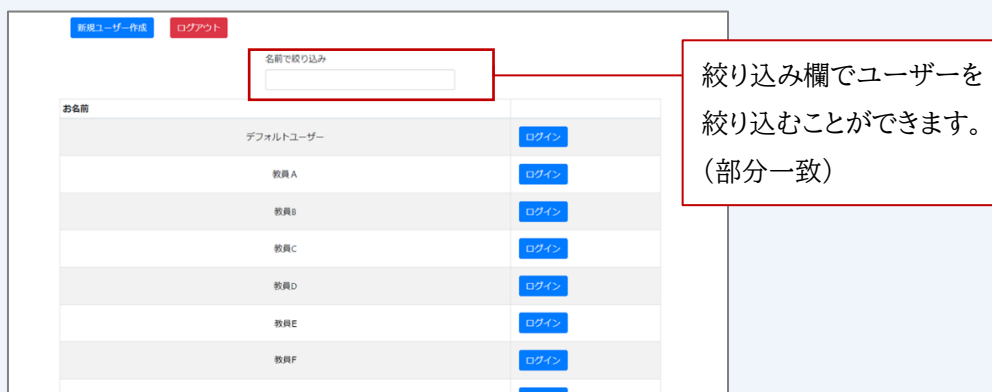 新規ユーザー作成 ログアウト
名前で絞り込み
お名前
デフォルトユーザー ログイン
教員 A ログイン
教員B ログイン
教員C ログイン
教員D ログイン
教員E ログイン
教員F ログイン
絞り込み欄でユーザーを
絞り込むことができます。
（部分一致）